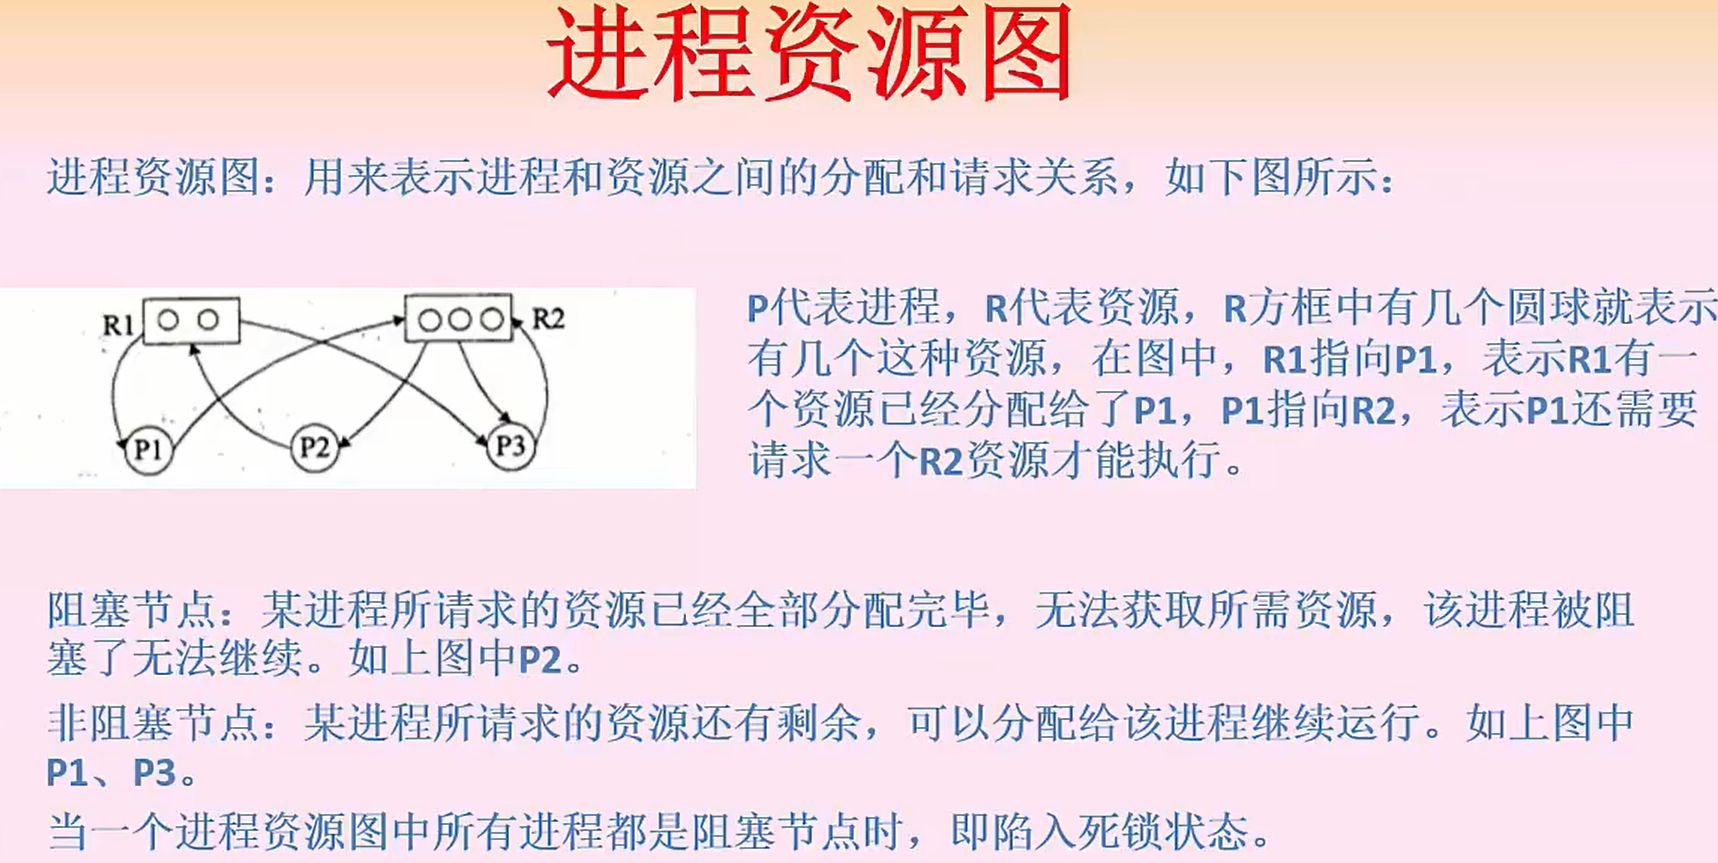 进程资源图
进程资源图：用来表示进程和资源之间的分配和请求关系，如下图所示：
R1
R2
P1
P2
P3
P代表进程，R代表资源，R方框中有几个圆球就表示
有几个这种资源，在图中，R1指向P1，表示R1有一
个资源已经分配给了P1，P1指向R2，表示P1还需要
请求一个R2资源才能执行。
阻塞节点：某进程所请求的资源已经全部分配完毕，无法获取所需资源，该进程被阻
塞了无法继续。如上图中P2。
非阻塞节点：某进程所请求的资源还有剩余，可以分配给该进程继续运行。如上图中
P1、P3。
当一个进程资源图中所有进程都是阻塞节点时，即陷入死锁状态。